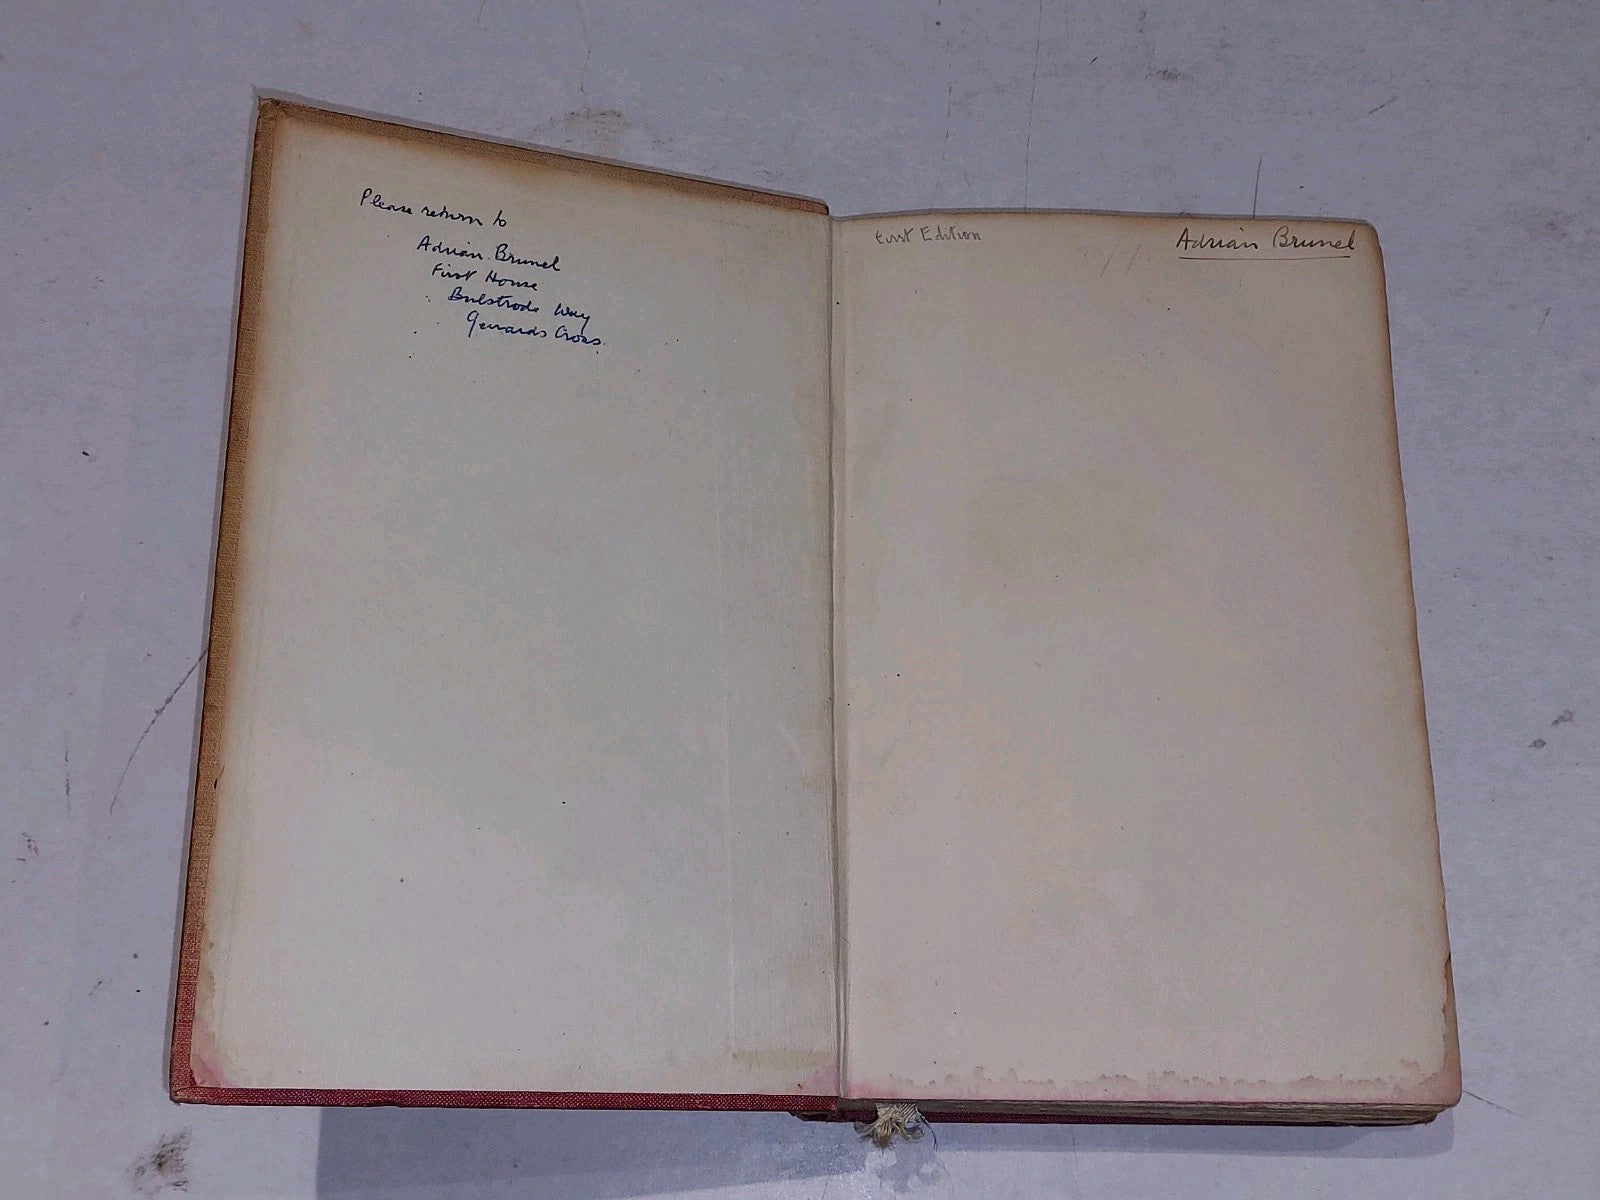 Please return to
Adrian Brunel
First House
Bulstrode Way
Gerrards Cross.
First Edition
Adrian Brunel